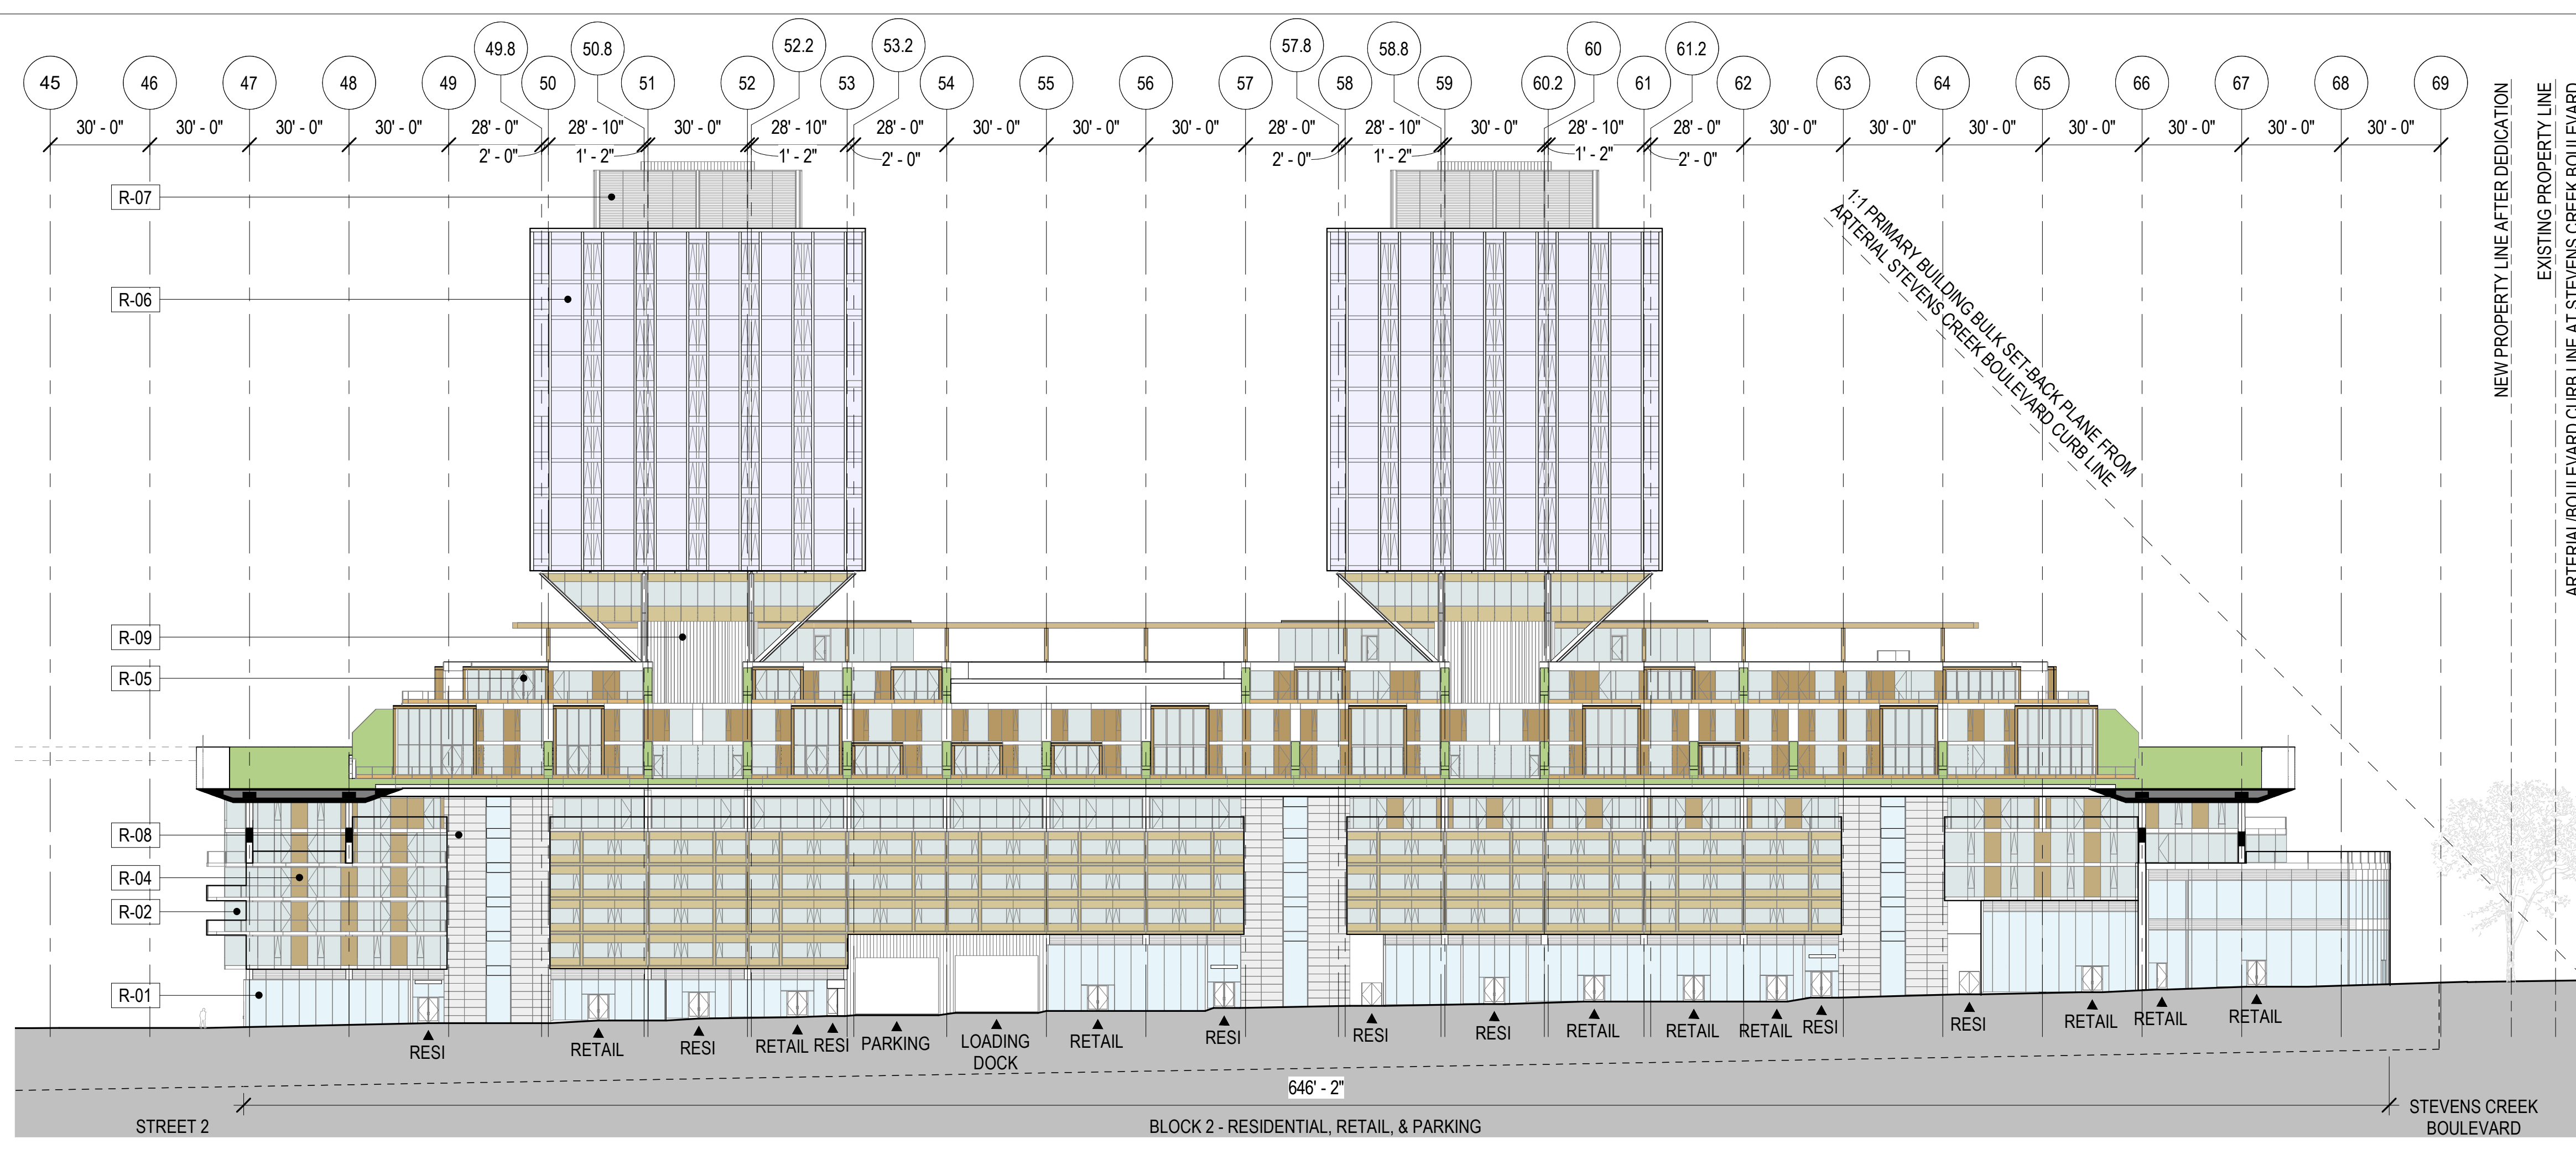 49.8 50.8 52.2 53.2 57.8 58.8 60 61.2
45 46 47 48 49 50 51 52 53 54 55 56 57 58 59 60.2 61 62 63 64 65 66 67 68 69
30' - 0" 30' - 0" 30' - 0" 30' - 0" 28' - 0" 28' - 10" 30' - 0" 28' - 10" 28' - 0" 30' - 0" 30' - 0" 30' - 0" 28' - 0" 28' - 10" 30' - 0" 28' - 10" 28' - 0" 30' - 0" 30' - 0" 30' - 0" 30' - 0" 30' - 0" 30' - 0" 30' - 0"
2' - 0" 1' - 2" 1' - 2" 2' - 0" 2' - 0" 1' - 2" 1' - 2" 2' - 0"
NEW PROPERTY LINE AFTER DEDICATION
EXISTING PROPERTY LINE
ARTERIAL/BOULEVARD CURB LINE AT STEVENS CREEK BOULEVARD
1:1 PRIMARY BUILDING BULK SET-BACK PLANE FROM
ARTERIAL STEVENS CREEK BOULEVARD CURB LINE
R-07
R-06
R-09
R-05
R-08
R-04
R-02
R-01
RESI
RETAIL
RESI
RETAIL
RESI
PARKING
LOADING
DOCK
RETAIL
RESI
RESI
RESI
RETAIL
RETAIL
RETAIL
RESI
RESI
RETAIL
RETAIL
RETAIL
646' - 2"
STREET 2
BLOCK 2 - RESIDENTIAL, RETAIL, & PARKING
STEVENS CREEK
BOULEVARD